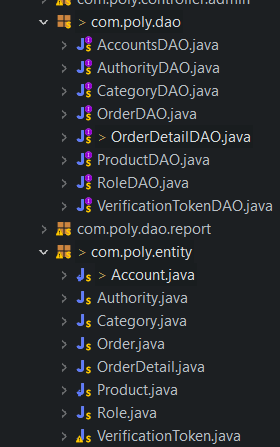 com.poly.controller.admin
> com.poly.dao
AccountsDAO.java
AuthorityDAO.java
CategoryDAO.java
OrderDAO.java
> OrderDetailDAO.java
ProductDAO.java
RoleDAO.java
VerificationTokenDAO.java
com.poly.dao.report
> com.poly.entity
> Account.java
Authority.java
Category.java
Order.java
OrderDetail.java
Product.java
Role.java
VerificationToken.java